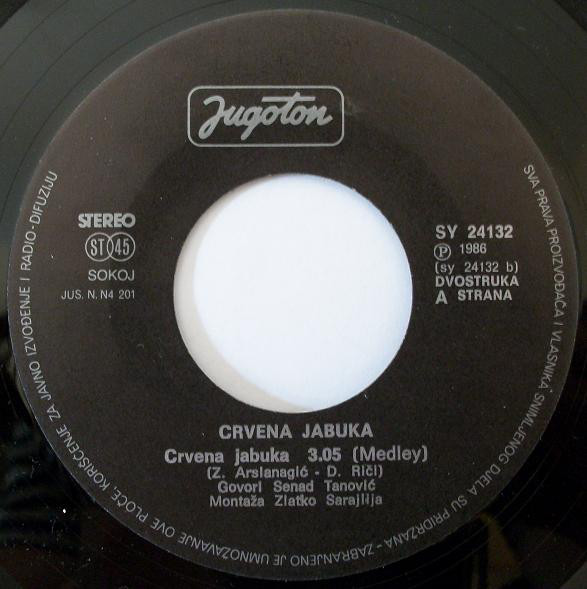 Jugoton
STEREO
ST 45
SOKOJ
JUS. N. N4 201
SY 24132
Ⓟ 1986
(sy 24132 b)
DVOSTRUKA
A STRANA
CRVENA JABUKA
Crvena jabuka 3.05 (Medley)
(Z. Arslanagić - D. Riči)
Govori Senad Tanović
Montaža Zlatko Sarajlija
SVA PRAVA PROIZVOĐAČA I VLASNIKA SNIMLJENOG DJELA SU PRIDRŽANA - ZABRANJENO JE UMNOŽAVANJE OVE PLOČE, KORIŠĆENJE ZA JAVNO IZVOĐENJE I RADIO-DIFUZIJU